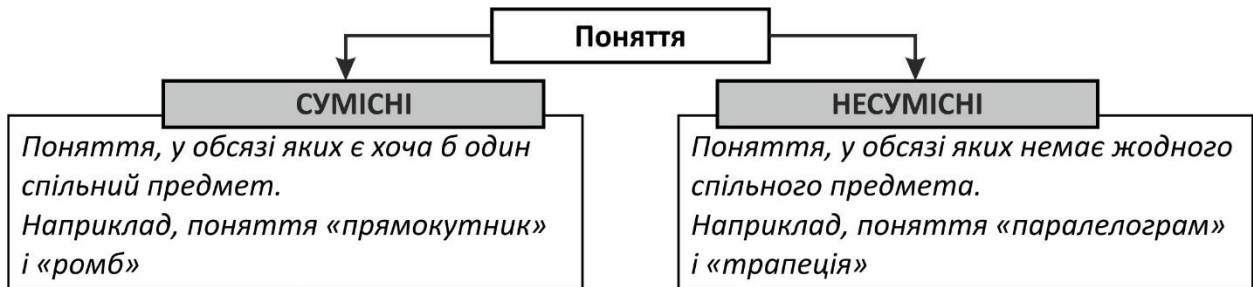 Поняття
СУМІСНІ
Поняття, у обсязі яких є хоча б один
спільний предмет.
Наприклад, поняття «прямокутник»
і «ромб»
НЕСУМІСНІ
Поняття, у обсязі яких немає жодного
спільного предмета.
Наприклад, поняття «паралелограм»
і «трапеція»